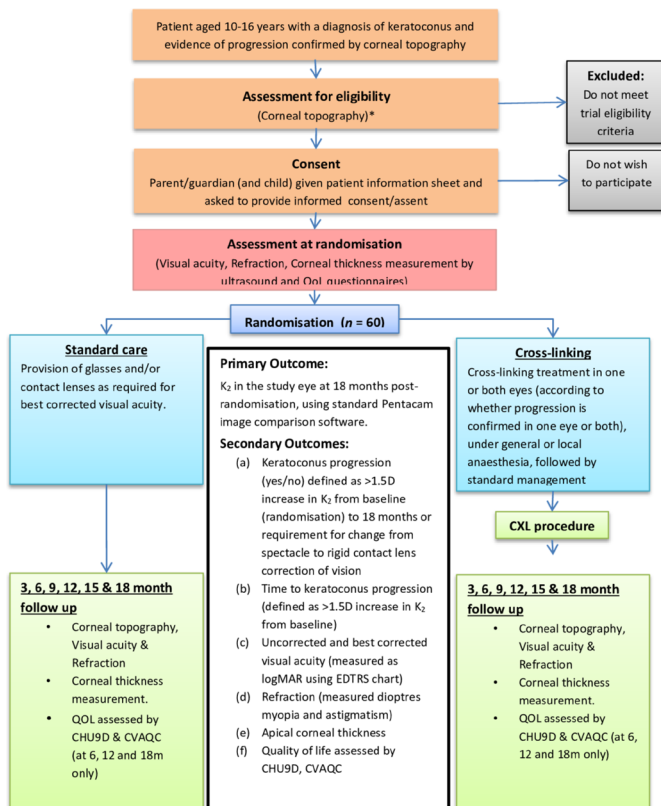 Patient aged 10-16 years with a diagnosis of keratoconus and
evidence of progression confirmed by corneal topography
Assessment for eligibility
(Corneal topography)*
Excluded:
Do not meet
trial eligibility
criteria
Consent
Parent/guardian (and child) given patient information sheet and
asked to provide informed consent/assent
Do not wish
to participate
Assessment at randomisation
(Visual acuity, Refraction, Corneal thickness measurement by
ultrasound and QoL questionnaires)
Randomisation (n = 60)
Standard care
Provision of glasses and/or
contact lenses as required for
best corrected visual acuity.
Primary Outcome:
K2 in the study eye at 18 months post-
randomisation, using standard Pentacam
image comparison software.
Secondary Outcomes:
(a) Keratoconus progression
(yes/no) defined as >1.5D
increase in K2 from baseline
(randomisation) to 18 months or
requirement for change from
spectacle to rigid contact lens
correction of vision
(b) Time to keratoconus progression
(defined as >1.5D increase in K2
from baseline)
(c) Uncorrected and best corrected
visual acuity (measured as
logMAR using EDTRS chart)
(d) Refraction (measured dioptres
myopia and astigmatism)
(e) Apical corneal thickness
(f) Quality of life assessed by
CHU9D, CVAQC
Cross-linking
Cross-linking treatment in one
or both eyes (according to
whether progression is
confirmed in one eye or both),
under general or local
anaesthesia, followed by
standard management
CXL procedure
3, 6, 9, 12, 15 & 18 month
follow up
• Corneal topography,
Visual acuity &
Refraction
• Corneal thickness
measurement.
• QOL assessed by
CHU9D & CVAQC
(at 6, 12 and 18m
only)
3, 6, 9, 12, 15 & 18 month
follow up
• Corneal topography,
Visual acuity &
Refraction
• Corneal thickness
measurement.
• QOL assessed by
CHU9D & CVAQC (at 6,
12 and 18m only)